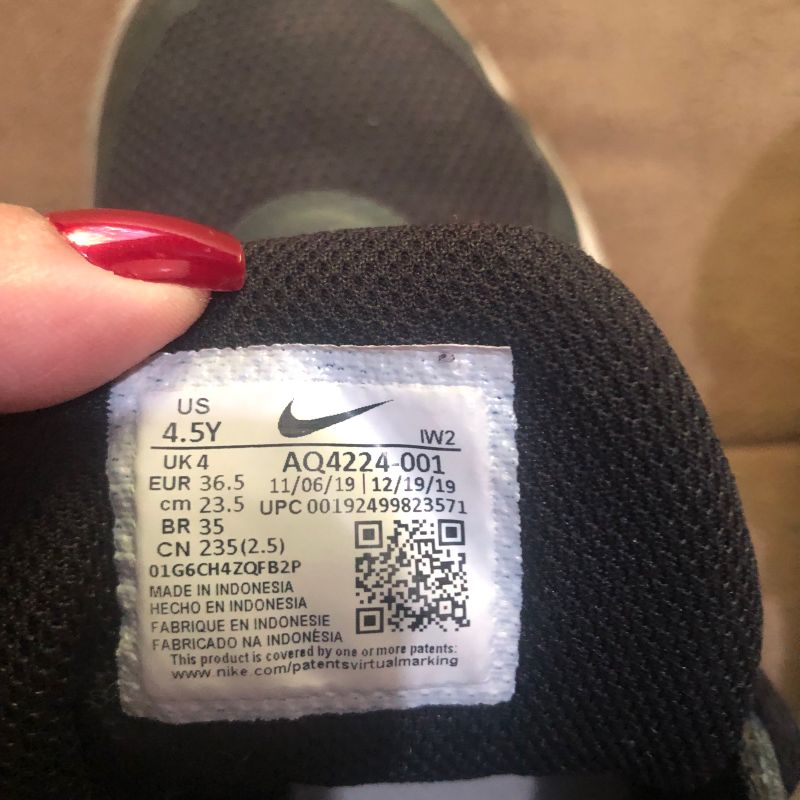 US
4.5Y
IW2
UK 4
AQ4224-001
EUR 36.5
11/06/19 | 12/19/19
cm 23.5
UPC 00192499823571
BR 35
CN 235(2.5)
01G6CH4ZQFB2P
MADE IN INDONESIA
HECHO EN INDONESIA
FABRIQUE EN INDONESIE
FABRICADO NA INDONÉSIA
This product is covered by one or more patents:
www.nike.com/patentsvirtualmarking